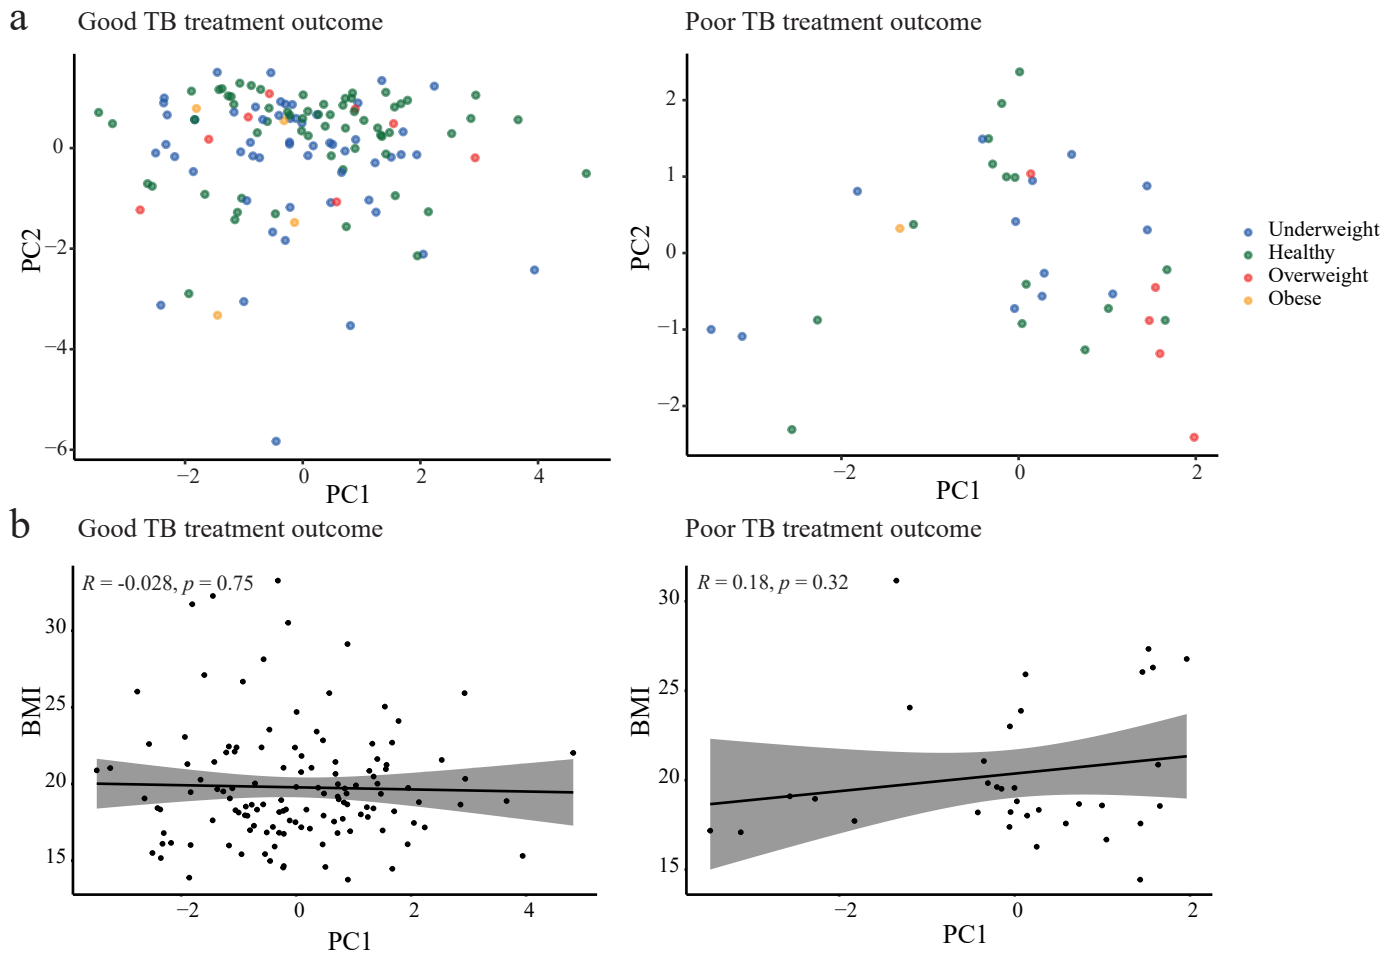 a
Good TB treatment outcome
Poor TB treatment outcome
0
−2
−4
−6
PC2
−2
0
2
4
PC1
2
1
0
−1
−2
PC2
−2
0
2
PC1
Underweight
Healthy
Overweight
Obese
b
Good TB treatment outcome
Poor TB treatment outcome
R = -0.028, p = 0.75
30
25
20
15
BMI
−2
0
2
4
PC1
R = 0.18, p = 0.32
30
25
20
15
BMI
−2
0
2
PC1